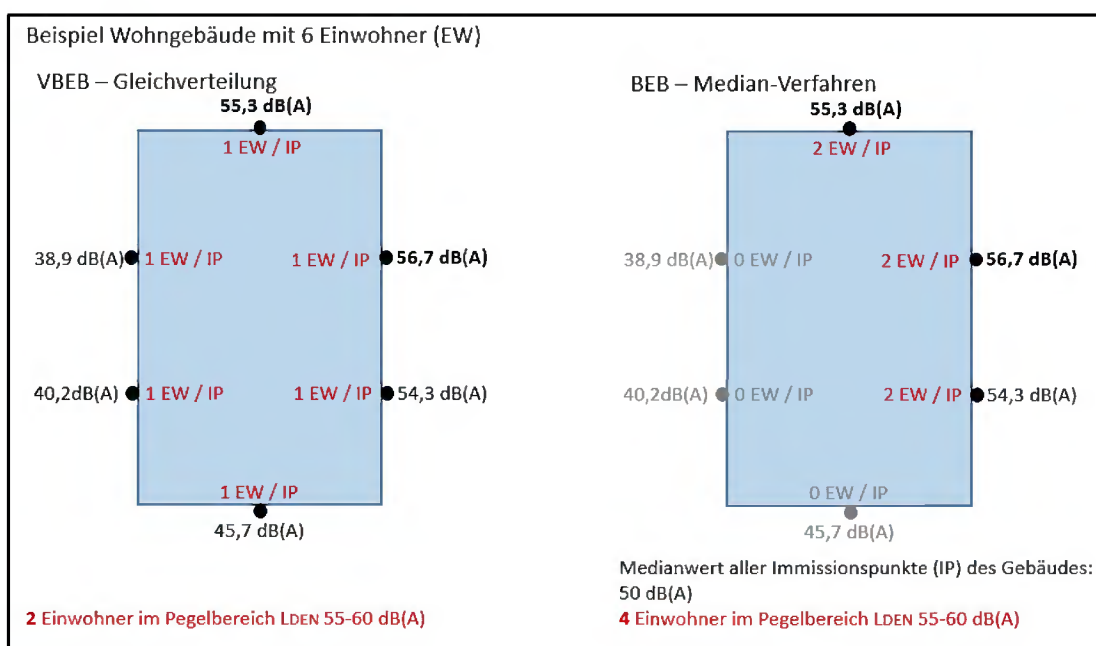 Beispiel Wohngebäude mit 6 Einwohner (EW)
VBEB – Gleichverteilung
55,3 dB(A)
1 EW / IP
38,9 dB(A)
1 EW / IP
1 EW / IP
56,7 dB(A)
40,2dB(A)
1 EW / IP
1 EW / IP
54,3 dB(A)
1 EW / IP
45,7 dB(A)
2 Einwohner im Pegelbereich LDEN 55-60 dB(A)
BEB – Median-Verfahren
55,3 dB(A)
2 EW / IP
38,9 dB(A)
0 EW / IP
2 EW / IP
56,7 dB(A)
40,2dB(A)
0 EW / IP
2 EW / IP
54,3 dB(A)
0 EW / IP
45,7 dB(A)
Medianwert aller Immissionspunkte (IP) des Gebäudes:
50 dB(A)
4 Einwohner im Pegelbereich LDEN 55-60 dB(A)